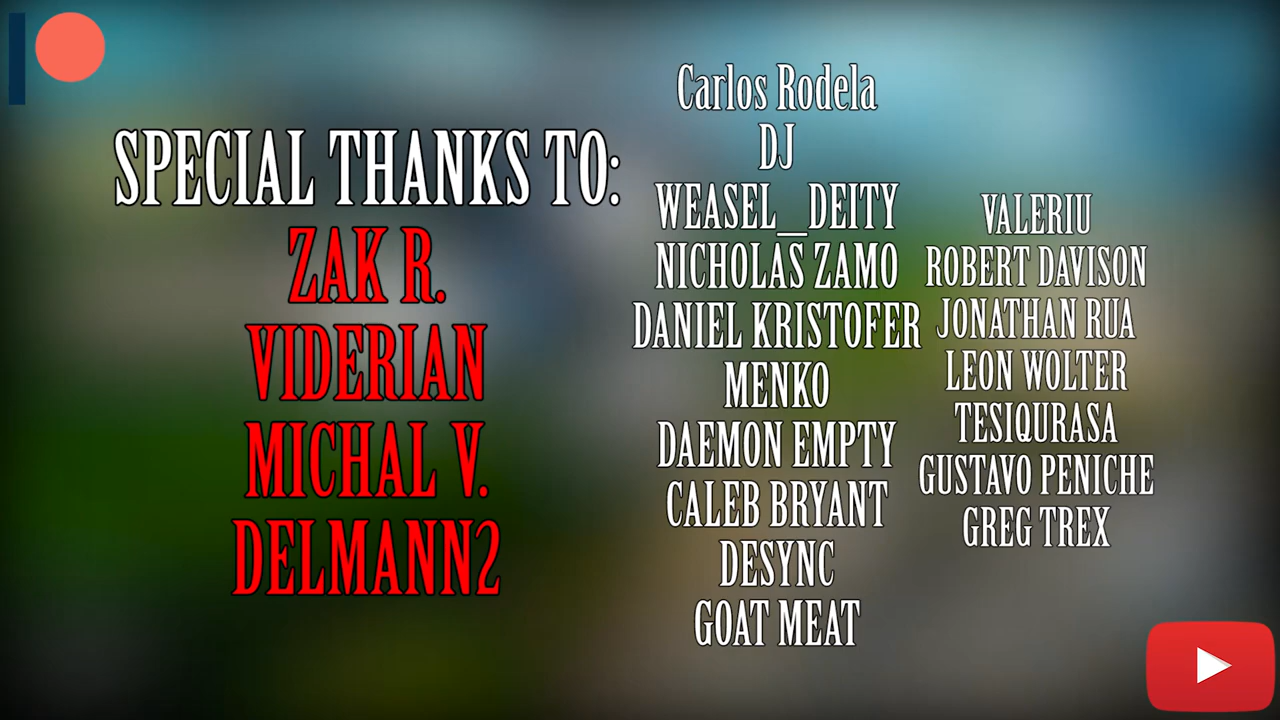 SPECIAL THANKS TO:
ZAK R.
VIDERIAN
MICHAL V.
DELMANN2
Carlos Rodela
DJ
WEASEL_DEITY
NICHOLAS ZAMO
DANIEL KRISTOFER
MENKO
DAEMON EMPTY
CALEB BRYANT
DESYNC
GOAT MEAT
VALERIU
ROBERT DAVISON
JONATHAN RUA
LEON WOLTER
TESIQURASA
GUSTAVO PENICHE
GREG TREX